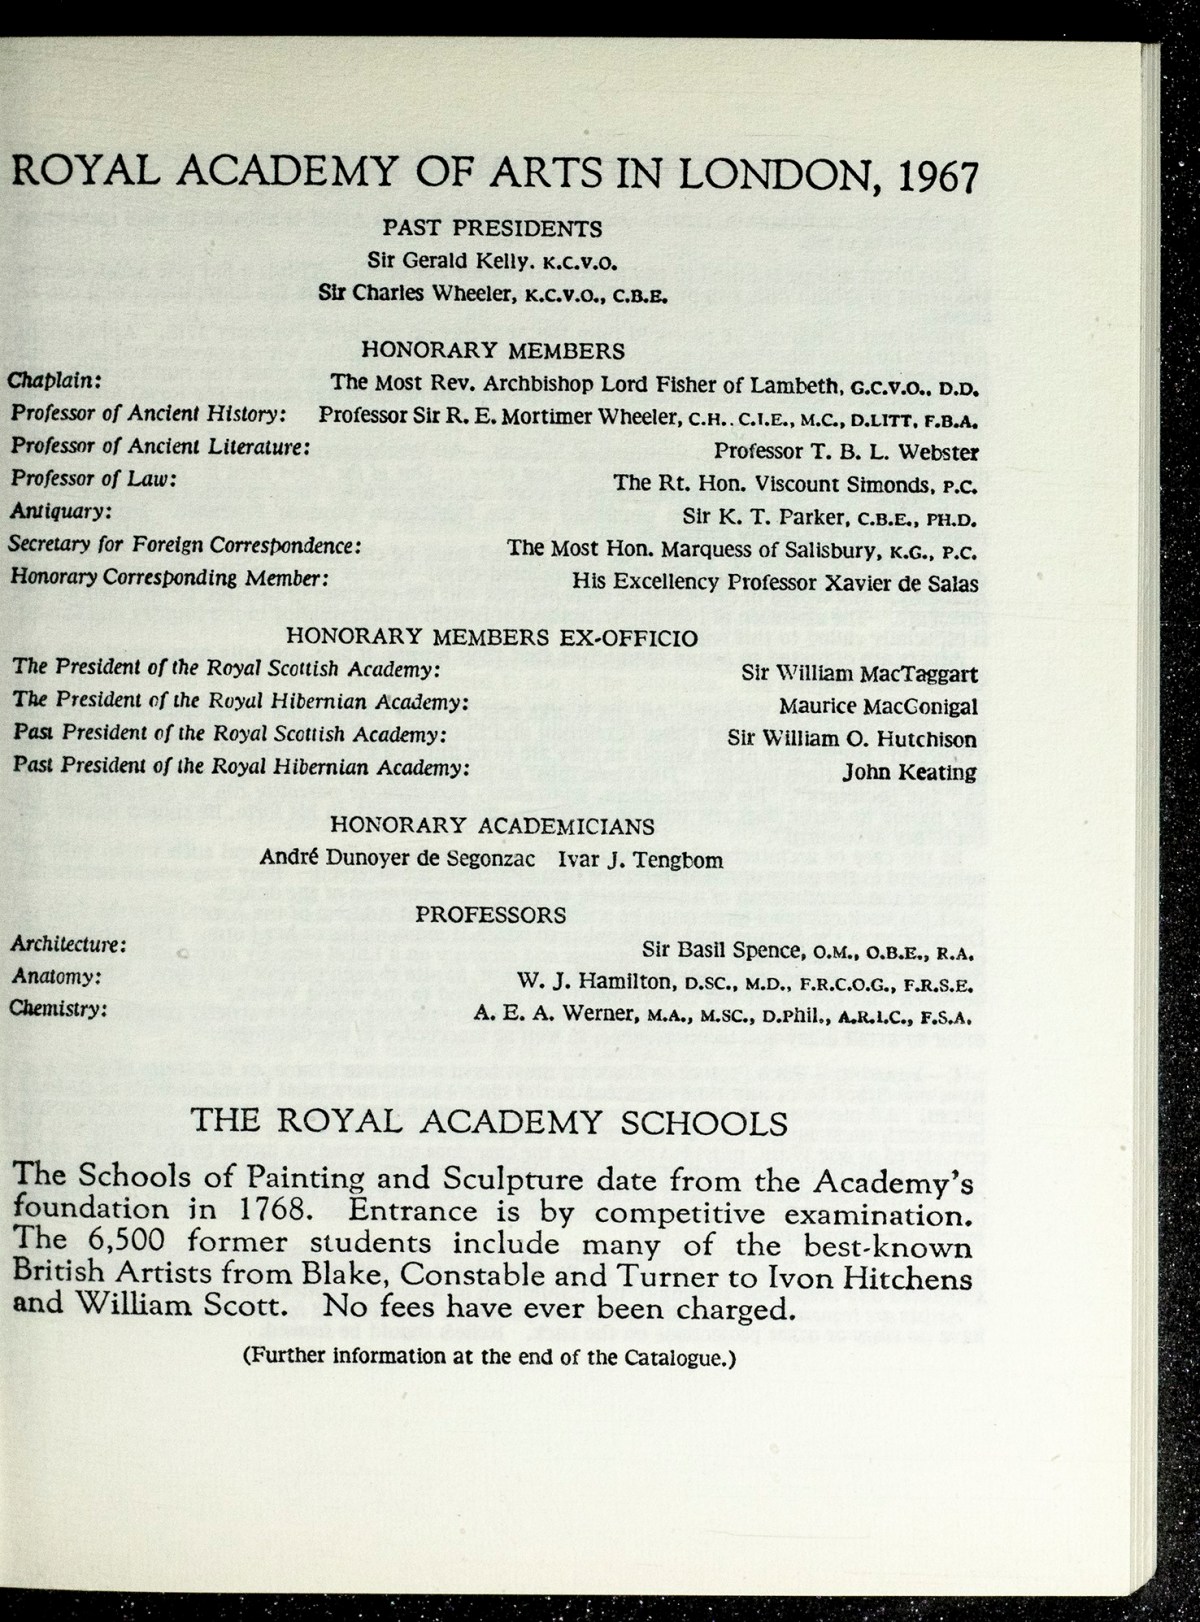 ROYAL ACADEMY OF ARTS IN LONDON, 1967
PAST PRESIDENTS
Sir Gerald Kelly. K.C.V.O.
Sir Charles Wheeler, K.C.V.O., C.B.E.
HONORARY MEMBERS
Chaplain: The Most Rev. Archbishop Lord Fisher of Lambeth, G.C.V.O., D.D.
Professor of Ancient History: Professor Sir R. E. Mortimer Wheeler, C.H., C.I.E., M.C., D.LITT, F.B.A.
Professor of Ancient Literature: Professor T. B. L. Webster
Professor of Law: The Rt. Hon. Viscount Simonds, P.C.
Antiquary: Sir K. T. Parker, C.B.E., PH.D.
Secretary for Foreign Correspondence: The Most Hon. Marquess of Salisbury, K.G., P.C.
Honorary Corresponding Member: His Excellency Professor Xavier de Salas
HONORARY MEMBERS EX-OFFICIO
The President of the Royal Scottish Academy: Sir William MacTaggart
The President of the Royal Hibernian Academy: Maurice MacGonigal
Past President of the Royal Scottish Academy: Sir William O. Hutchison
Past President of the Royal Hibernian Academy: John Keating
HONORARY ACADEMICIANS
André Dunoyer de Segonzac Ivar J. Tengbom
PROFESSORS
Architecture: Sir Basil Spence, O.M., O.B.E., R.A.
Anatomy: W. J. Hamilton, D.SC., M.D., F.R.C.O.G., F.R.S.E.
Chemistry: A. E. A. Werner, M.A., M.SC., D.Phil., A.R.I.C., F.S.A.
THE ROYAL ACADEMY SCHOOLS
The Schools of Painting and Sculpture date from the Academy's
foundation in 1768. Entrance is by competitive examination.
The 6,500 former students include many of the best-known
British Artists from Blake, Constable and Turner to Ivon Hitchens
and William Scott. No fees have ever been charged.
(Further information at the end of the Catalogue.)